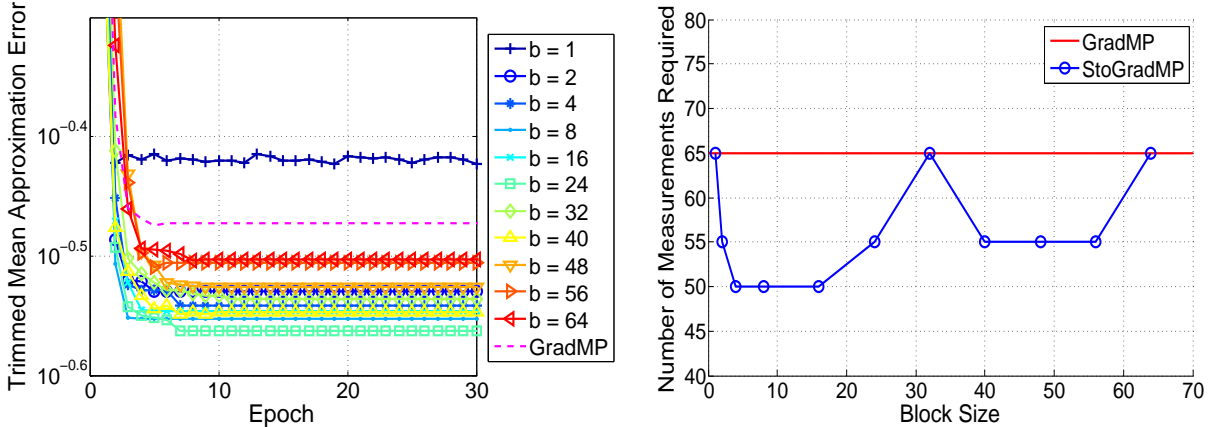 Trimmed Mean Approximation Error
10^-0.4
10^-0.5
10^-0.6
0
10
20
30
Epoch
b = 1
b = 2
b = 4
b = 8
b = 16
b = 24
b = 32
b = 40
b = 48
b = 56
b = 64
GradMP
Number of Measurements Required
80
75
70
65
60
55
50
45
40
0
10
20
30
40
50
60
70
Block Size
GradMP
StoGradMP